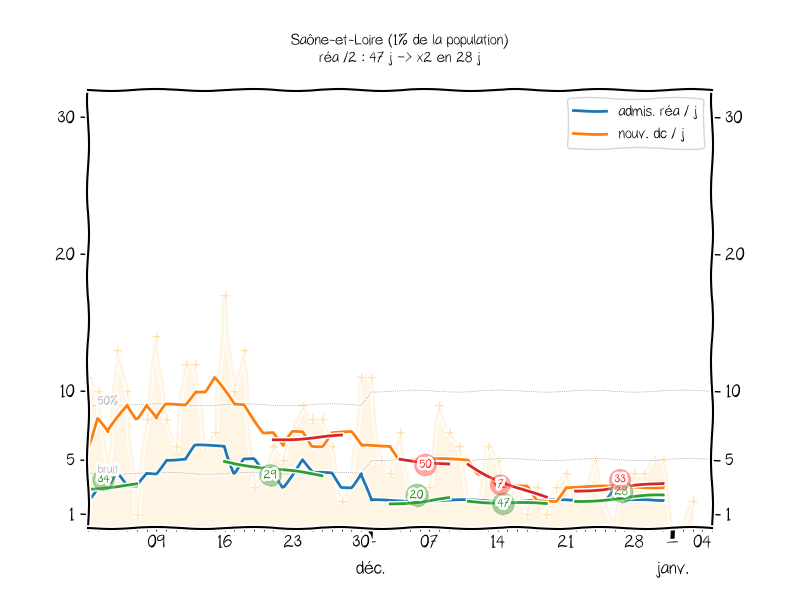 Saône-et-Loire (1% de la population)
réa /2 : 47 j -> x2 en 28 j
admis. réa / j
nouv. dc / j
30 30
20 20
10 10
50%
5 5
bruit
34
29
50
20
7
47
33
28
1 1
09 16 23 30 07 14 21 28 04
déc. janv.